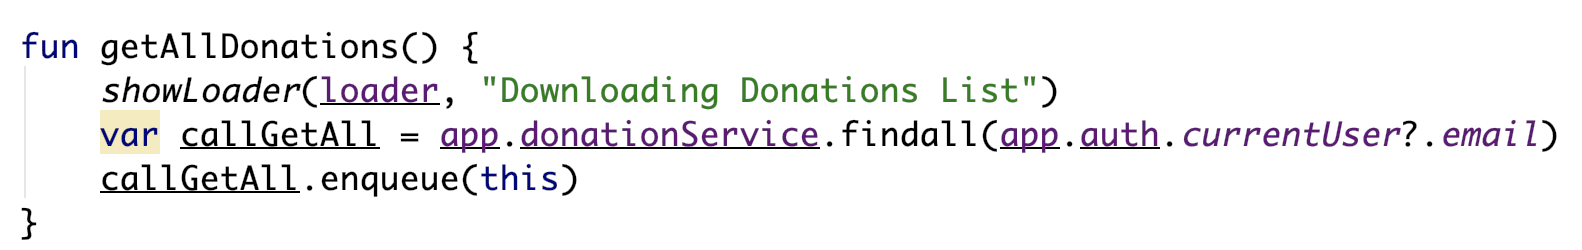 fun getAllDonations() {
    showLoader(loader, "Downloading Donations List")
    var callGetAll = app.donationService.findall(app.auth.currentUser?.email)
    callGetAll.enqueue(this)
}